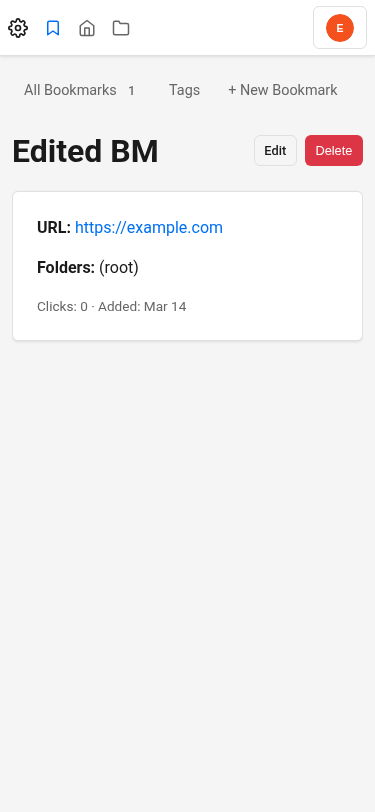 E
All Bookmarks 1 Tags + New Bookmark
Edited BM Edit Delete
URL: https://example.com
Folders: (root)
Clicks: 0 · Added: Mar 14